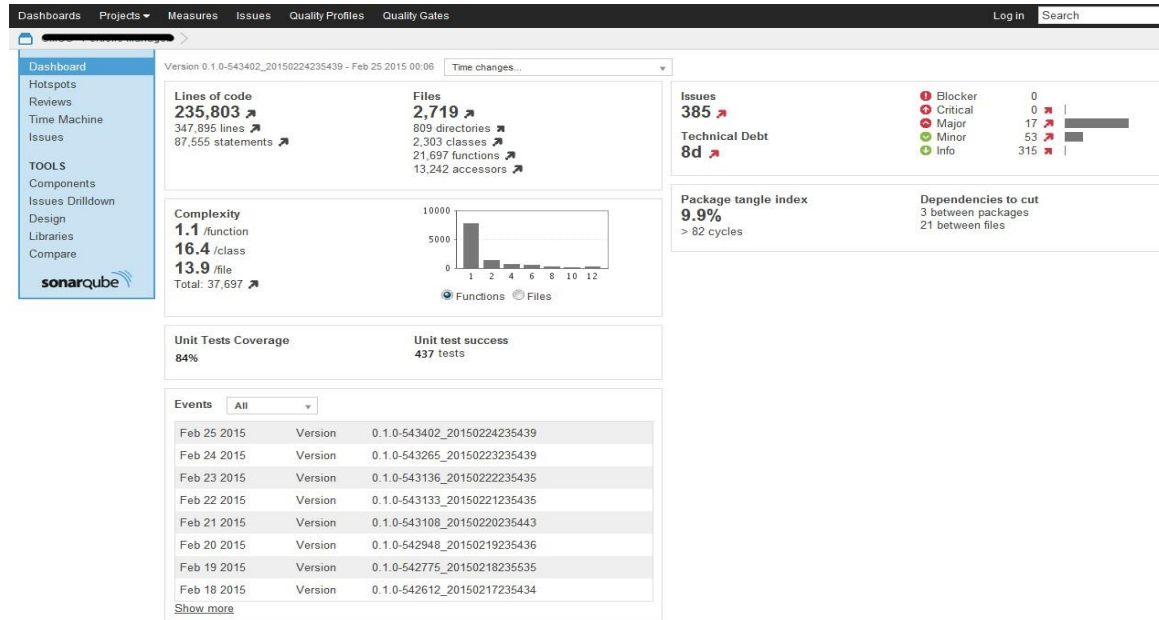 Dashboards Projects Measures Issues Quality Profiles Quality Gates Log in Search
Dashboard
Hotspots
Reviews
Time Machine
Issues
TOOLS
Components
Issues Drilldown
Design
Libraries
Compare
sonarqube
Version 0.1.0-543402_20150224235439 - Feb 25 2015 00:06 Time changes...
Lines of code
235,803
347,895 lines
87,555 statements
Files
2,719
809 directories
2,303 classes
21,697 functions
13,242 accessors
Complexity
1.1 /function
16.4 /class
13.9 /file
Total: 37,697
10000
5000
0
1 2 4 6 8 10 12
Functions Files
Unit Tests Coverage
84%
Unit test success
437 tests
Events All
Feb 25 2015 Version 0.1.0-543402_20150224235439
Feb 24 2015 Version 0.1.0-543265_20150223235439
Feb 23 2015 Version 0.1.0-543136_20150222235435
Feb 22 2015 Version 0.1.0-543133_20150221235435
Feb 21 2015 Version 0.1.0-543108_20150220235443
Feb 20 2015 Version 0.1.0-542948_20150219235436
Feb 19 2015 Version 0.1.0-542775_20150218235535
Feb 18 2015 Version 0.1.0-542612_20150217235434
Show more
Issues
385
Technical Debt
8d
Blocker 0
Critical 0
Major 17
Minor 53
Info 315
Package tangle index
9.9%
> 82 cycles
Dependencies to cut
3 between packages
21 between files